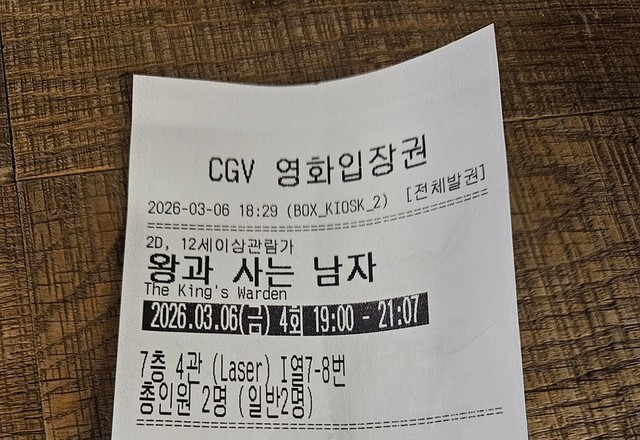 CGV 영화입장권
2026-03-06 18:29 (BOX_KIOSK_2) [전체발권]
2D, 12세이상관람가
왕과 사는 남자
The King's Warden
2026.03.06(금) 4회 19:00 - 21:07
7층 4관 (Laser) I열7-8번
총인원 2명 (일반2명)